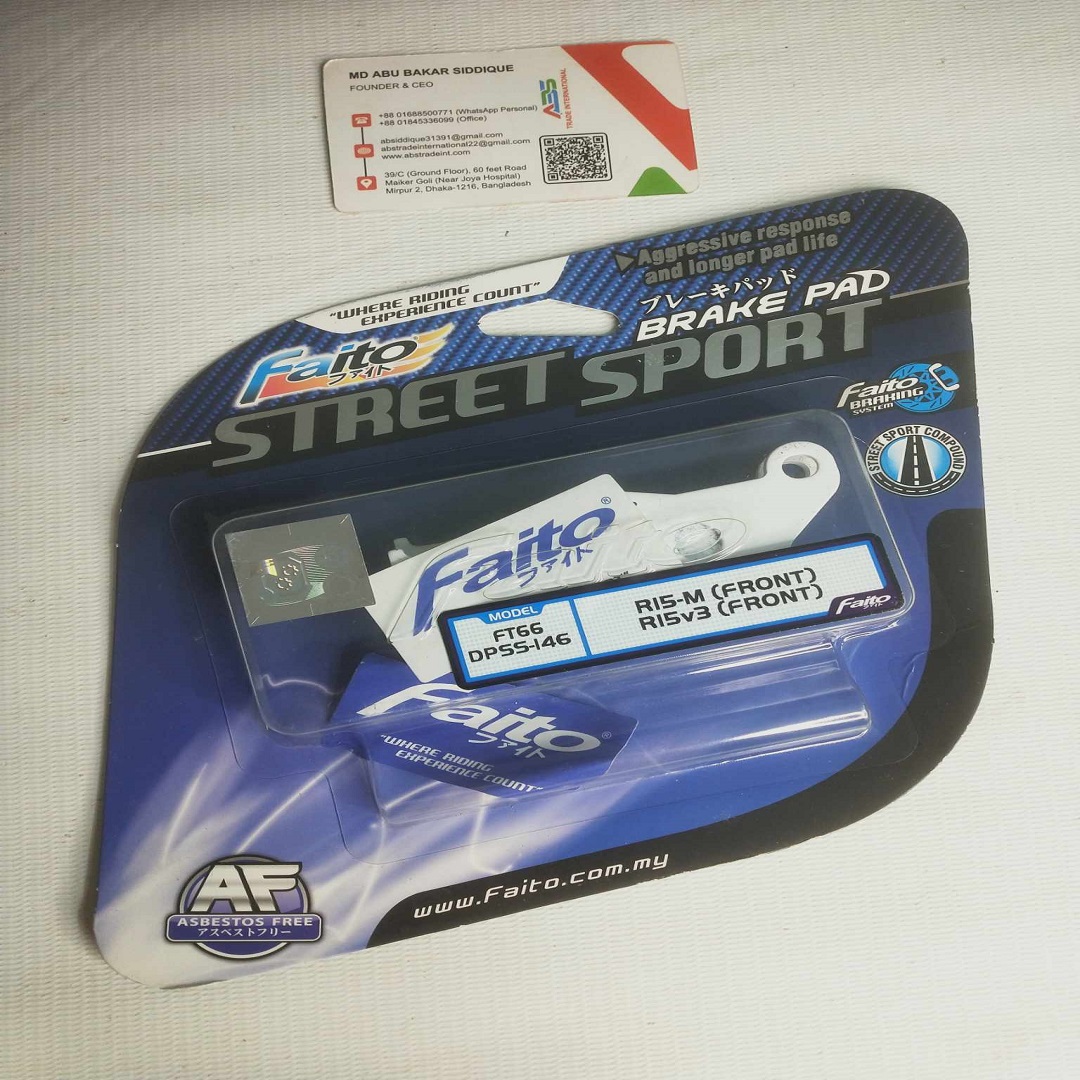 MD ABU BAKAR SIDDIQUE
FOUNDER & CEO
+88 01688500771 (WhatsApp Personal)
+88 01845336099 (Office)
absiddique31391@gmail.com
abstradeinternational22@gmail.com
www.abstradeint.com
39/C (Ground Floor), 60 feet Road
Maiker Goli (Near Joya Hospital)
Mirpur 2, Dhaka-1216, Bangladesh
ABS
TRADE INTERNATIONAL
Aggressive response
and longer pad life
"WHERE RIDING
EXPERIENCE COUNT"
ブレーキパッド
BRAKE PAD
Faito
ファイト
STREET SPORT
Faito
BRAKING
SYSTEM
STREET SPORT COMPOUND
Faito®
ファイト
MODEL
FT66
DPSS-146
R15-M (FRONT)
R15v3 (FRONT)
Faito
ファイト
Faito®
ファイト
"WHERE RIDING
EXPERIENCE COUNT"
AF
ASBESTOS FREE
アスベストフリー
www.Faito.com.my